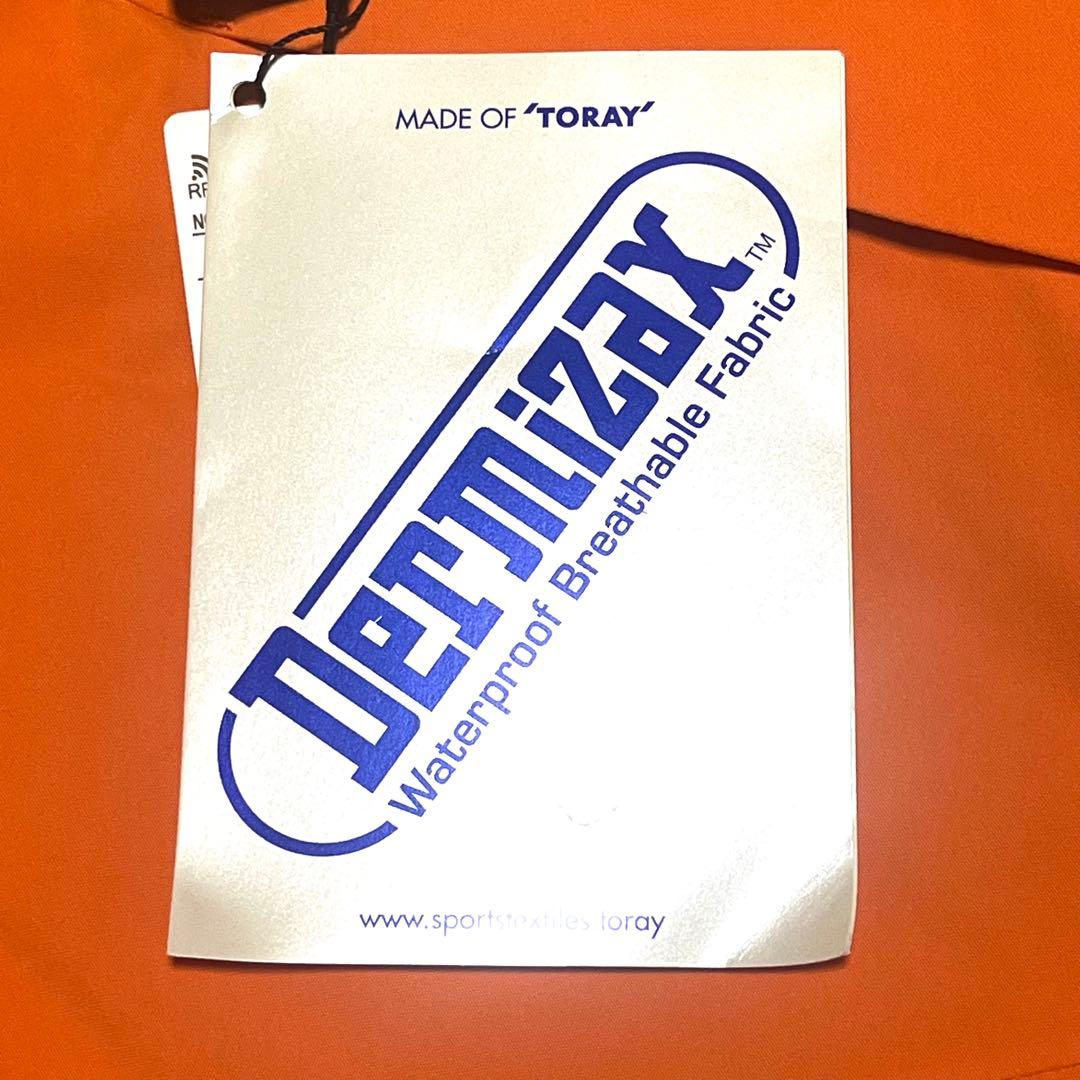 MADE OF ′TORAY′
Dermizax™
Waterproof Breathable Fabric
www.sportstextiles.toray